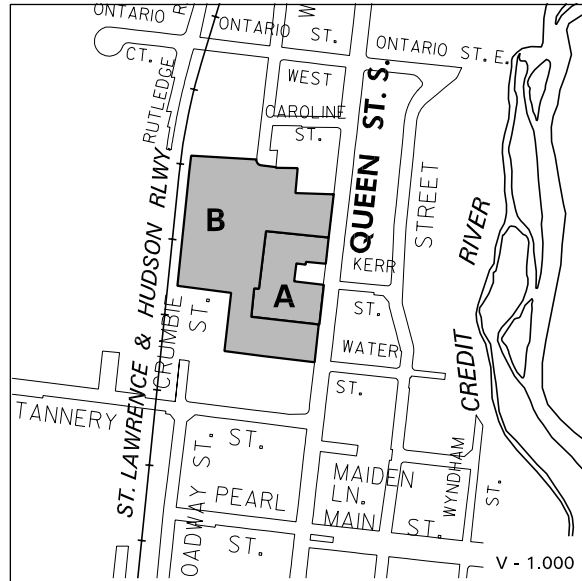 ONTARIO
ST.
ONTARIO ST. E.
CT.
RUTLEDGE
WEST
CAROLINE
ST.
QUEEN ST. S.
STREET
RIVER
CREDIT
B
A
KERR
ST.
WATER
ST.
ST. LAWRENCE & HUDSON RLWY
CRUMBIE
ST.
TANNERY
ST.
ST.
PEARL
ST.
MAIDEN
LN.
MAIN
ST.
WYNDHAM
ST.
V - 1.000